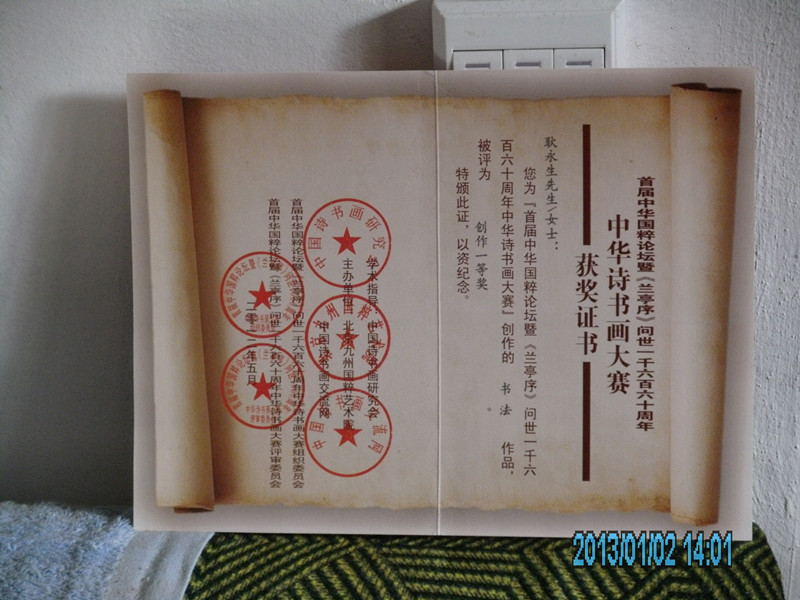 首届中华国粹论坛暨《兰亭序》问世一千六百六十周年
中华诗书画大赛
获奖证书
耿永生先生/女士：
您为“首届中华国粹论坛暨《兰亭序》问世一千六
百六十周年中华诗书画大赛”创作的 书法 作品，
被评为 创作一等奖 。
特颁此证，以资纪念。
学术指导：中国诗书画研究会
主办单位：北京九州国粹艺术院
中国诗书画交流网
首届中华国粹论坛暨《兰亭序》问世一千六百六十周年中华诗书画大赛组织委员会
首届中华国粹论坛暨《兰亭序》问世一千六百六十周年中华诗书画大赛评审委员会
二零一二年五月
中国诗书画研究会
2013/01/02 14:01